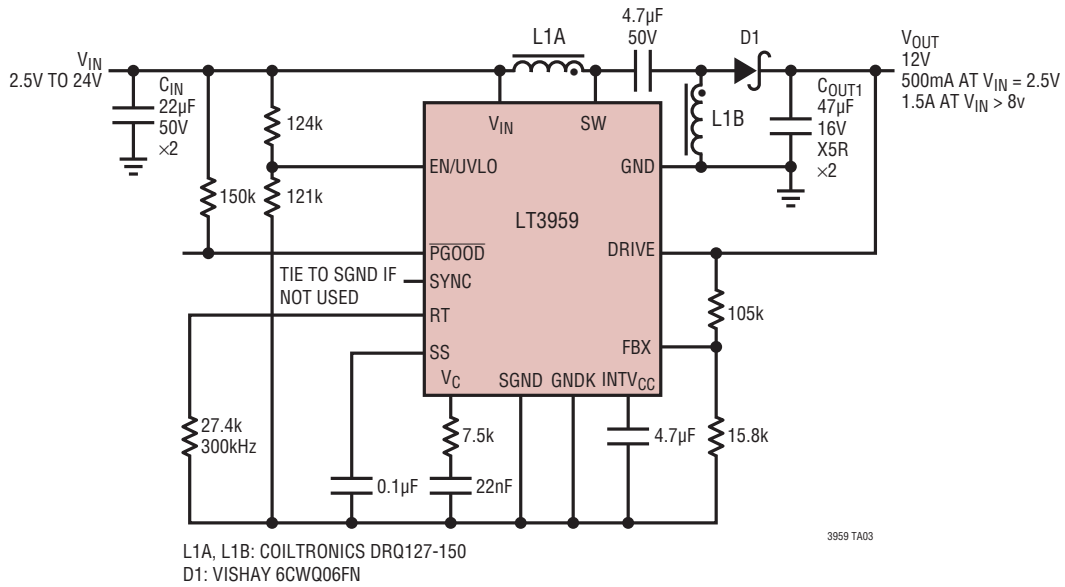 L1A
4.7µF
50V
D1
VIN
2.5V TO 24V
CIN
22µF
50V
×2
VOUT
12V
500mA AT VIN = 2.5V
1.5A AT VIN > 8v
COUT1
47µF
16V
X5R
×2
L1B
124k
150k
121k
VIN
SW
EN/UVLO
GND
LT3959
PGOOD
DRIVE
TIE TO SGND IF
NOT USED
SYNC
RT
105k
SS
FBX
VC
SGND
GNDK
INTVCC
27.4k
300kHz
7.5k
4.7µF
15.8k
0.1µF
22nF
3959 TA03
L1A, L1B: COILTRONICS DRQ127-150
D1: VISHAY 6CWQ06FN